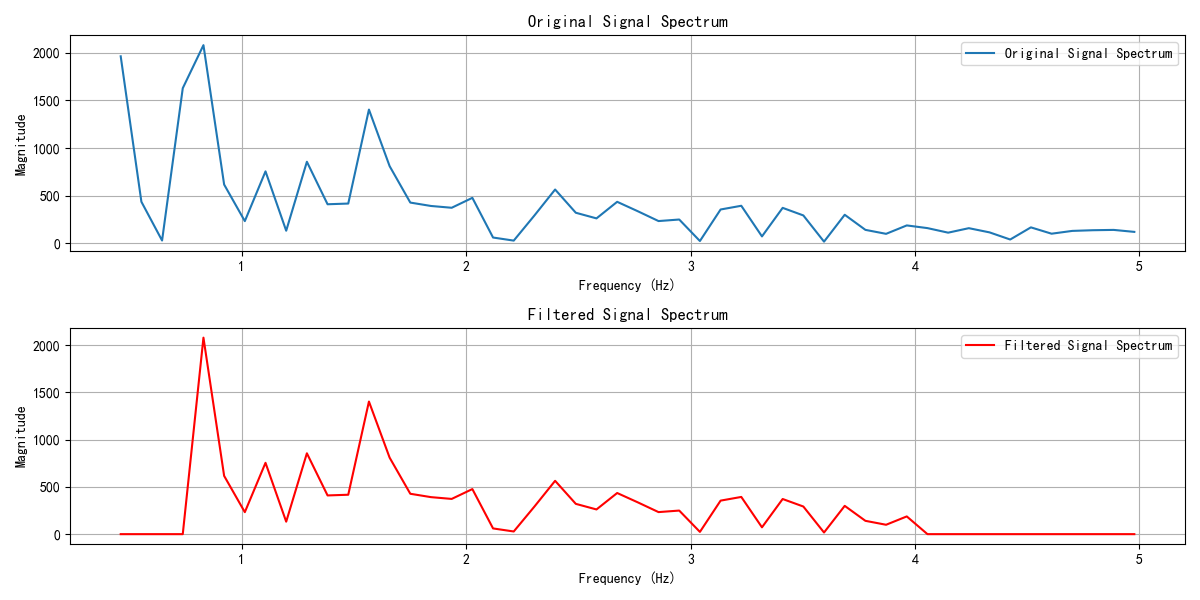 Original Signal Spectrum
Original Signal Spectrum
Magnitude
2000
1500
1000
500
0
1
2
3
4
5
Frequency (Hz)
Filtered Signal Spectrum
Filtered Signal Spectrum
Magnitude
2000
1500
1000
500
0
1
2
3
4
5
Frequency (Hz)